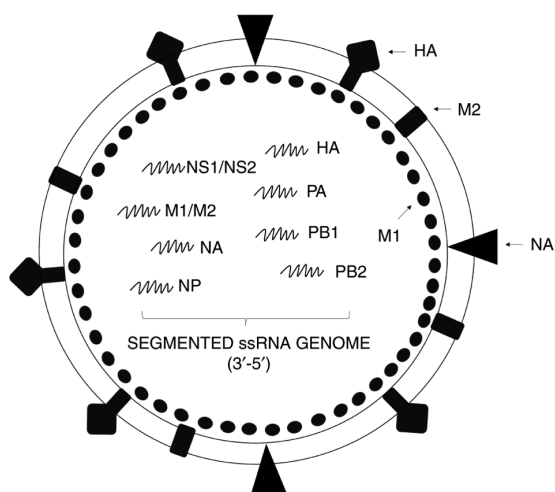 HA
M2
HA
NS1/NS2
PA
M1/M2
PB1
M1
NA
NA
PB2
NP
SEGMENTED ssRNA GENOME
(3′-5′)